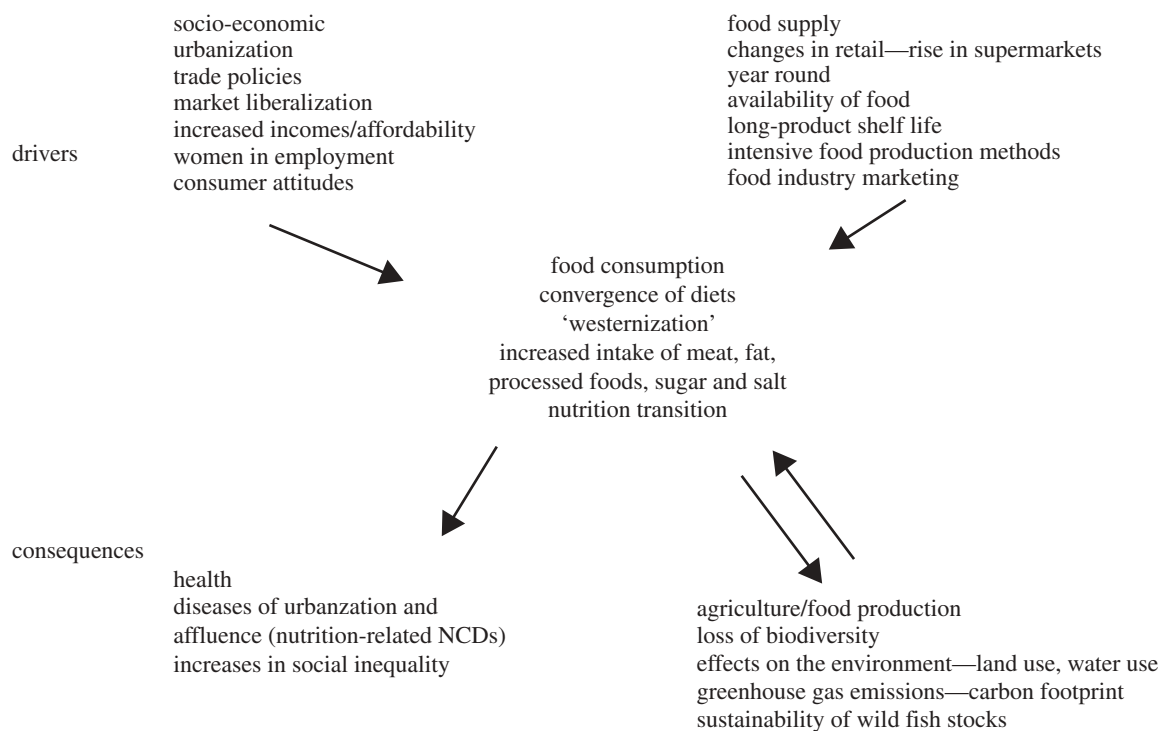 socio-economic
urbanization
trade policies
market liberalization
increased incomes/affordability
women in employment
consumer attitudes
food supply
changes in retail—rise in supermarkets
year round
availability of food
long-product shelf life
intensive food production methods
food industry marketing
drivers
food consumption
convergence of diets
‘westernization’
increased intake of meat, fat,
processed foods, sugar and salt
nutrition transition
consequences
health
diseases of urbanzation and
affluence (nutrition-related NCDs)
increases in social inequality
agriculture/food production
loss of biodiversity
effects on the environment—land use, water use
greenhouse gas emissions—carbon footprint
sustainability of wild fish stocks